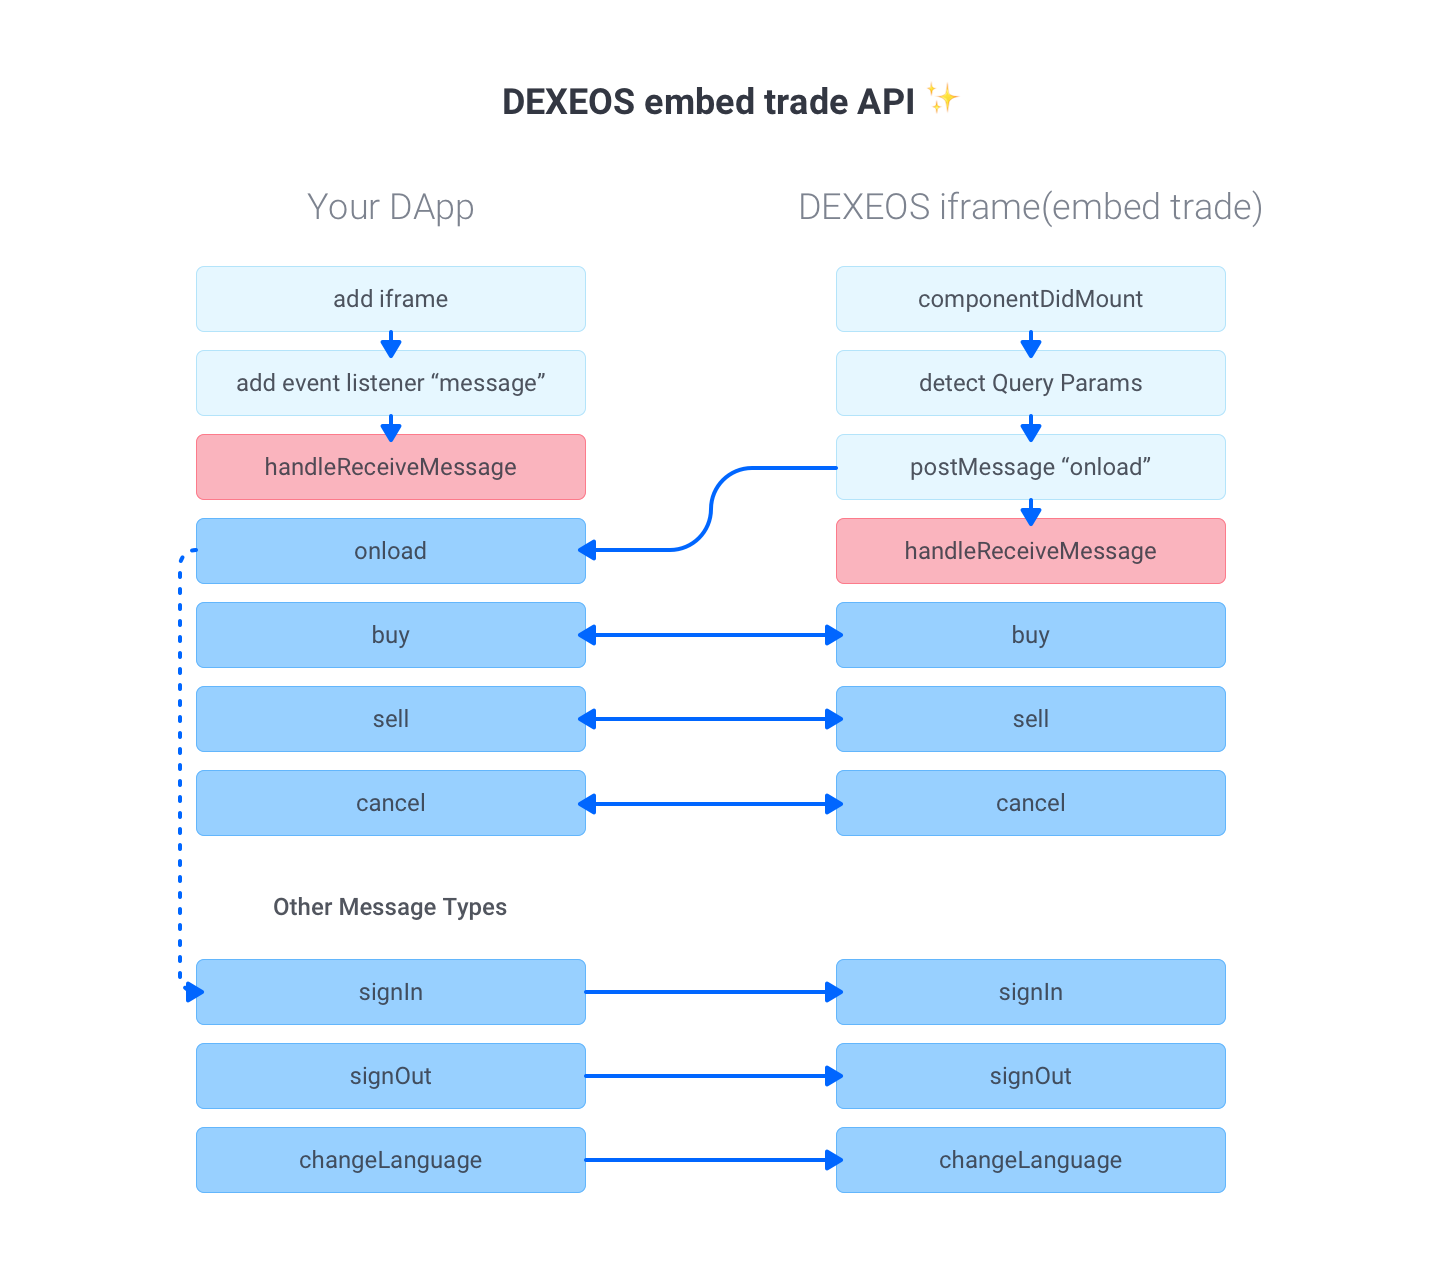 DEXEOS embed trade API ✨
Your DApp
DEXEOS iframe(embed trade)
add iframe
componentDidMount
add event listener “message”
detect Query Params
handleReceiveMessage
postMessage “onload”
onload
handleReceiveMessage
buy
buy
sell
sell
cancel
cancel
Other Message Types
signIn
signIn
signOut
signOut
changeLanguage
changeLanguage